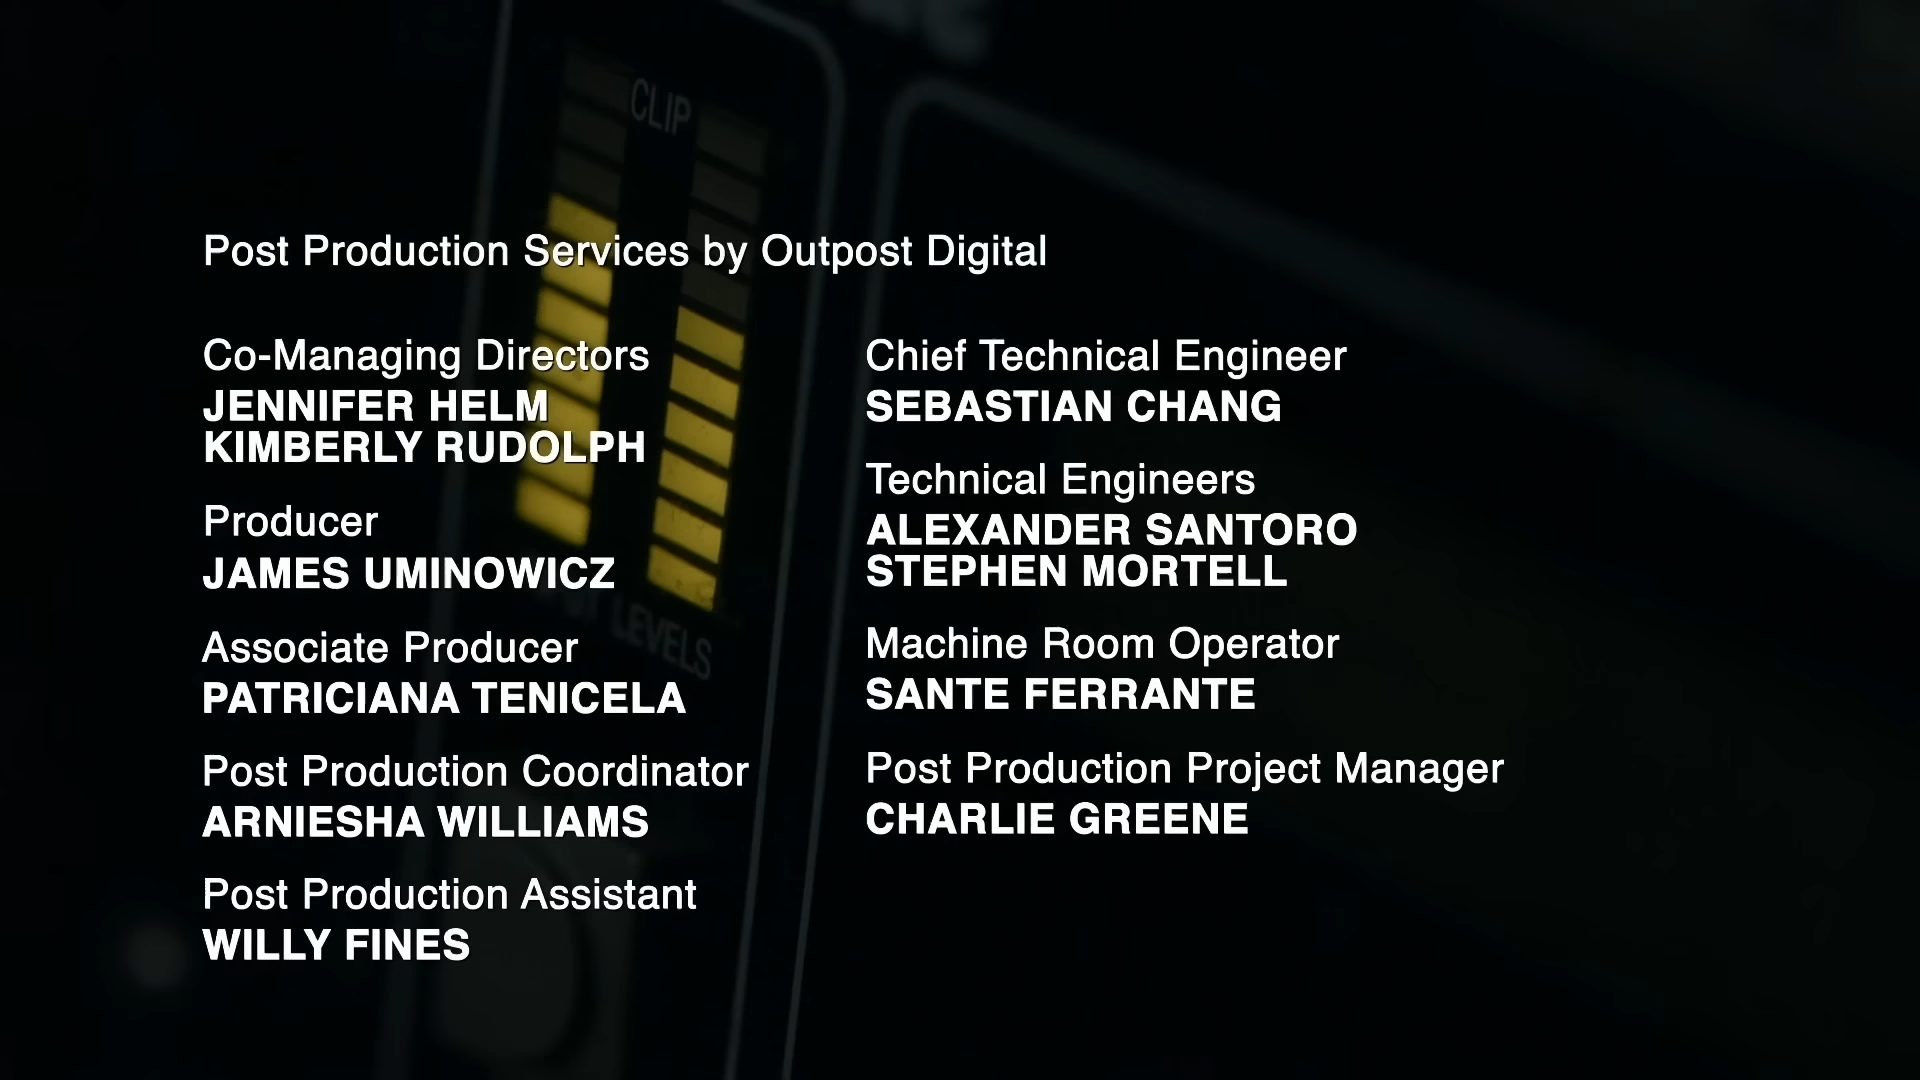 CLIP
Post Production Services by Outpost Digital
Co-Managing Directors
JENNIFER HELM
KIMBERLY RUDOLPH
Producer
JAMES UMINOWICZ
Associate Producer
PATRICIANA TENICELA
Post Production Coordinator
ARNIESHA WILLIAMS
Post Production Assistant
WILLY FINES
Chief Technical Engineer
SEBASTIAN CHANG
Technical Engineers
ALEXANDER SANTORO
STEPHEN MORTELL
Machine Room Operator
SANTE FERRANTE
Post Production Project Manager
CHARLIE GREENE
LEVELS